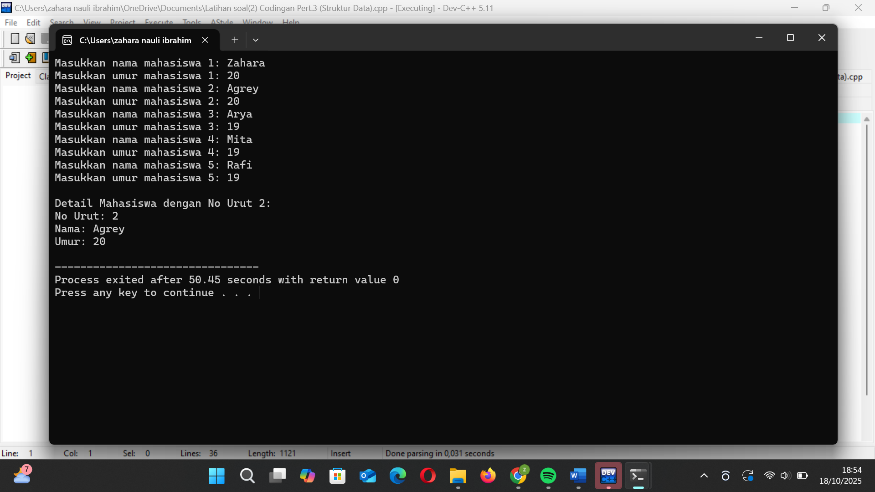 C:\Users\zahara nauli ibrahim\OneDrive\Documents\Latihan soal(2) Codingan PerL3 (Struktur Data).cpp - [Executing] - Dev-C++ 5.11
File Edit Search View Project Execute Tools AStyle Window Help
C:\Users\zahara nauli ibrahim
Project Cla
ta).cpp
Masukkan nama mahasiswa 1: Zahara
Masukkan umur mahasiswa 1: 20
Masukkan nama mahasiswa 2: Agrey
Masukkan umur mahasiswa 2: 20
Masukkan nama mahasiswa 3: Arya
Masukkan umur mahasiswa 3: 19
Masukkan nama mahasiswa 4: Mita
Masukkan umur mahasiswa 4: 19
Masukkan nama mahasiswa 5: Rafi
Masukkan umur mahasiswa 5: 19
Detail Mahasiswa dengan No Urut 2:
No Urut: 2
Nama: Agrey
Umur: 20
--------------------------------
Process exited after 50.45 seconds with return value 0
Press any key to continue . . .
Line: 1 Col: 1 Sel: 0 Lines: 36 Length: 1121 Insert Done parsing in 0,031 seconds
18:54
18/10/2025